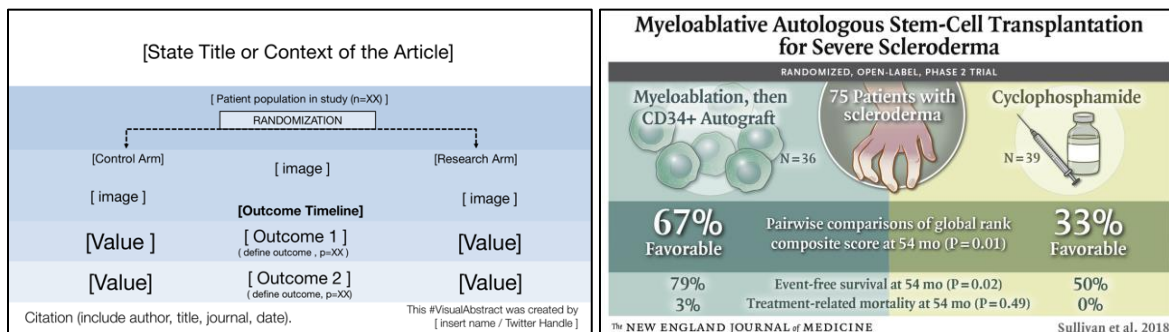 [State Title or Context of the Article]
[ Patient population in study (n=XX) ]
RANDOMIZATION
[Control Arm]
[ image ]
[Research Arm]
[ image ]
[ image ]
[Outcome Timeline]
[Value ]
[ Outcome 1 ]
( define outcome , p=XX )
[Value]
[Value]
[ Outcome 2 ]
( define outcome, p=XX)
[Value]
Citation (include author, title, journal, date).
This #VisualAbstract was created by
[ insert name / Twitter Handle ]
Myeloablative Autologous Stem-Cell Transplantation
for Severe Scleroderma
RANDOMIZED, OPEN-LABEL, PHASE 2 TRIAL
Myeloablation, then
CD34+ Autograft
N=36
75 Patients with
scleroderma
Cyclophosphamide
N=39
67%
Favorable
Pairwise comparisons of global rank
composite score at 54 mo (P=0.01)
33%
Favorable
79% Event-free survival at 54 mo (P=0.02) 50%
3% Treatment-related mortality at 54 mo (P=0.49) 0%
The NEW ENGLAND JOURNAL of MEDICINE
Sullivan et al. 2018